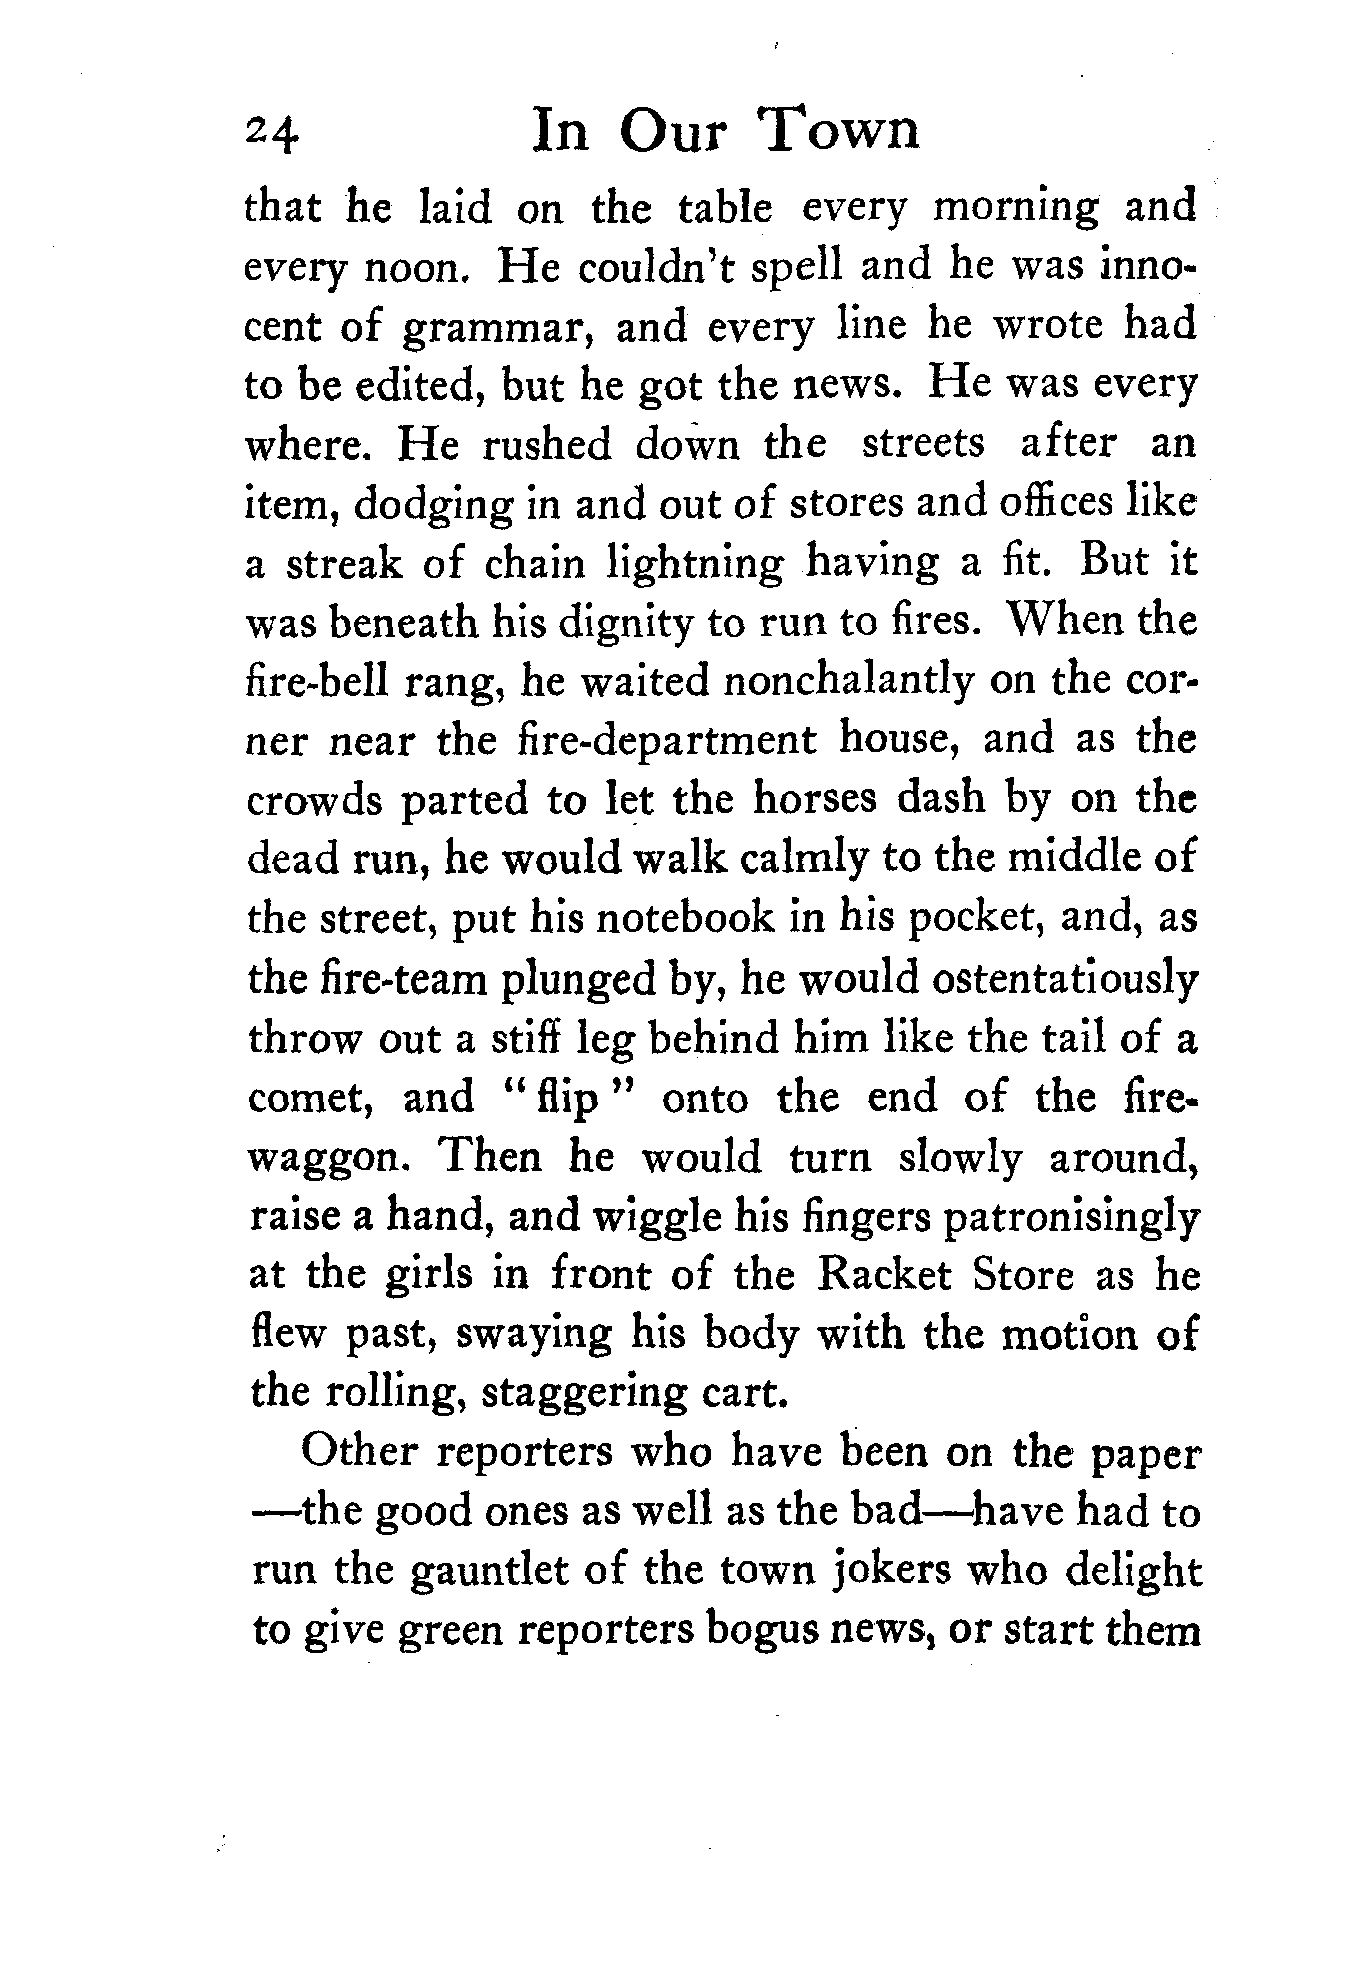 24 In Our Town
that he laid on the table every morning and
every noon. He couldn't spell and he was inno-
cent of grammar, and every line he wrote had
to be edited, but he got the news. He was every
where. He rushed down the streets after an
item, dodging in and out of stores and offices like
a streak of chain lightning having a fit. But it
was beneath his dignity to run to fires. When the
fire-bell rang, he waited nonchalantly on the cor-
ner near the fire-department house, and as the
crowds parted to let the horses dash by on the
dead run, he would walk calmly to the middle of
the street, put his notebook in his pocket, and, as
the fire-team plunged by, he would ostentatiously
throw out a stiff leg behind him like the tail of a
comet, and " flip " onto the end of the fire-
waggon. Then he would turn slowly around,
raise a hand, and wiggle his fingers patronisingly
at the girls in front of the Racket Store as he
flew past, swaying his body with the motion of
the rolling, staggering cart.
Other reporters who have been on the paper
—the good ones as well as the bad—have had to
run the gauntlet of the town jokers who delight
to give green reporters bogus news, or start them